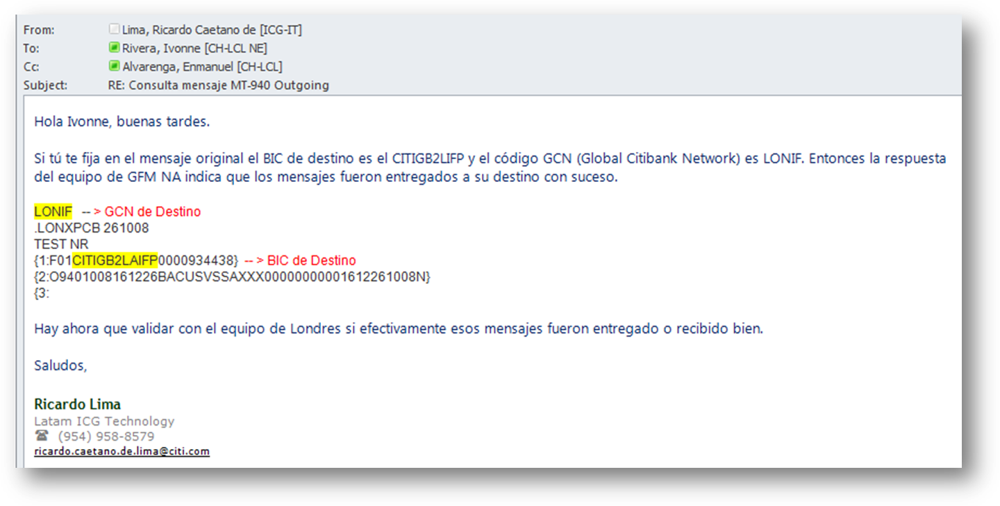 From: Lima, Ricardo Caetano de [ICG-IT]
To: Rivera, Ivonne [CH-LCL NE]
Cc: Alvarenga, Enmanuel [CH-LCL]
Subject: RE: Consulta mensaje MT-940 Outgoing
Hola Ivonne, buenas tardes.
Si tú te fija en el mensaje original el BIC de destino es el CITIGB2LIFP y el código GCN (Global Citibank Network) es LONIF. Entonces la respuesta
del equipo de GFM NA indica que los mensajes fueron entregados a su destino con suceso.
LONIF -- > GCN de Destino
.LONXPCB 261008
TEST NR
{1:F01CITIGB2LAIFP0000934438} -- > BIC de Destino
{2:O9401008161226BACUSVSSAXXX00000000001612261008N}
{3:
Hay ahora que validar con el equipo de Londres si efectivamente esos mensajes fueron entregado o recibido bien.
Saludos,
Ricardo Lima
Latam ICG Technology
☎ (954) 958-8579
ricardo.caetano.de.lima@citi.com